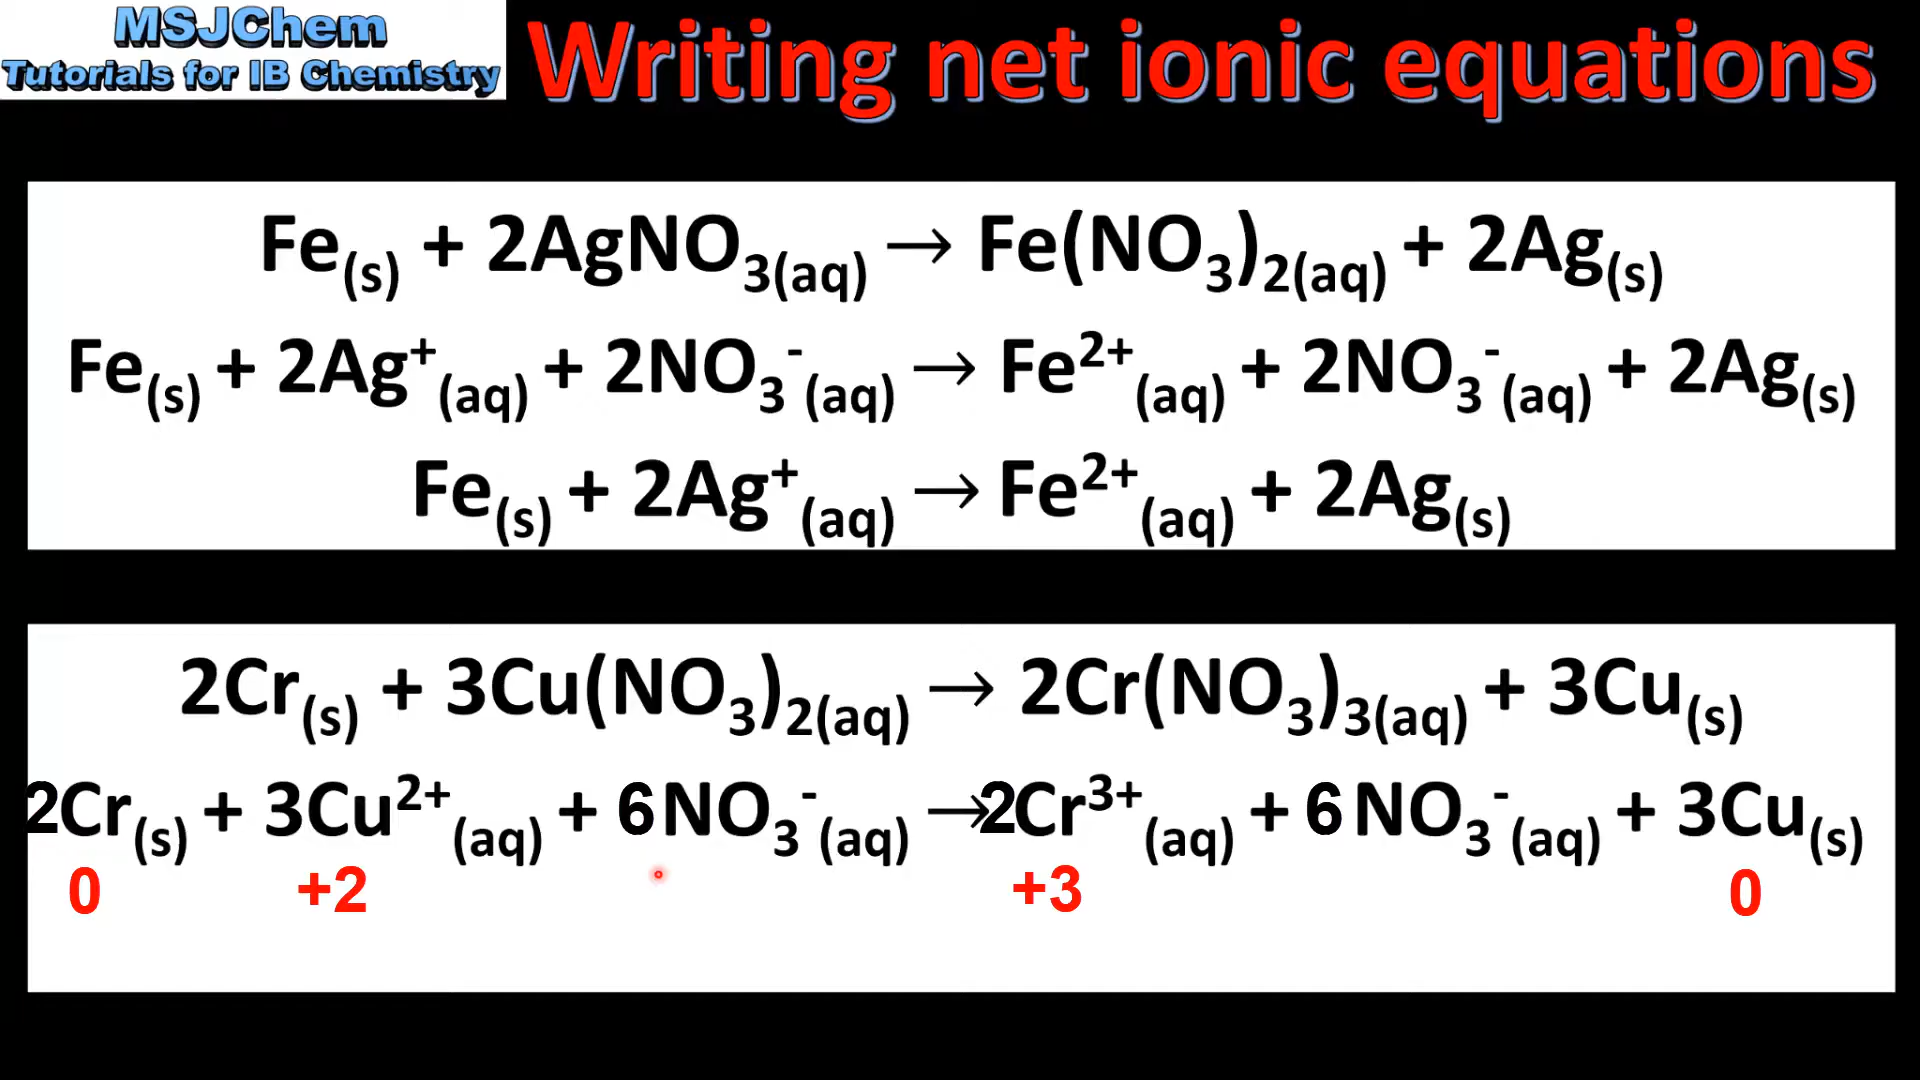 MSJChem
Tutorials for IB Chemistry
Writing net ionic equations
Fe(s) + 2AgNO3(aq) → Fe(NO3)2(aq) + 2Ag(s)
Fe(s) + 2Ag⁺(aq) + 2NO3⁻(aq) → Fe²⁺(aq) + 2NO3⁻(aq) + 2Ag(s)
Fe(s) + 2Ag⁺(aq) → Fe²⁺(aq) + 2Ag(s)
2Cr(s) + 3Cu(NO3)2(aq) → 2Cr(NO3)3(aq) + 3Cu(s)
2Cr(s) + 3Cu²⁺(aq) + 6NO3⁻(aq) → 2Cr³⁺(aq) + 6NO3⁻(aq) + 3Cu(s)
0 +2 +3 0